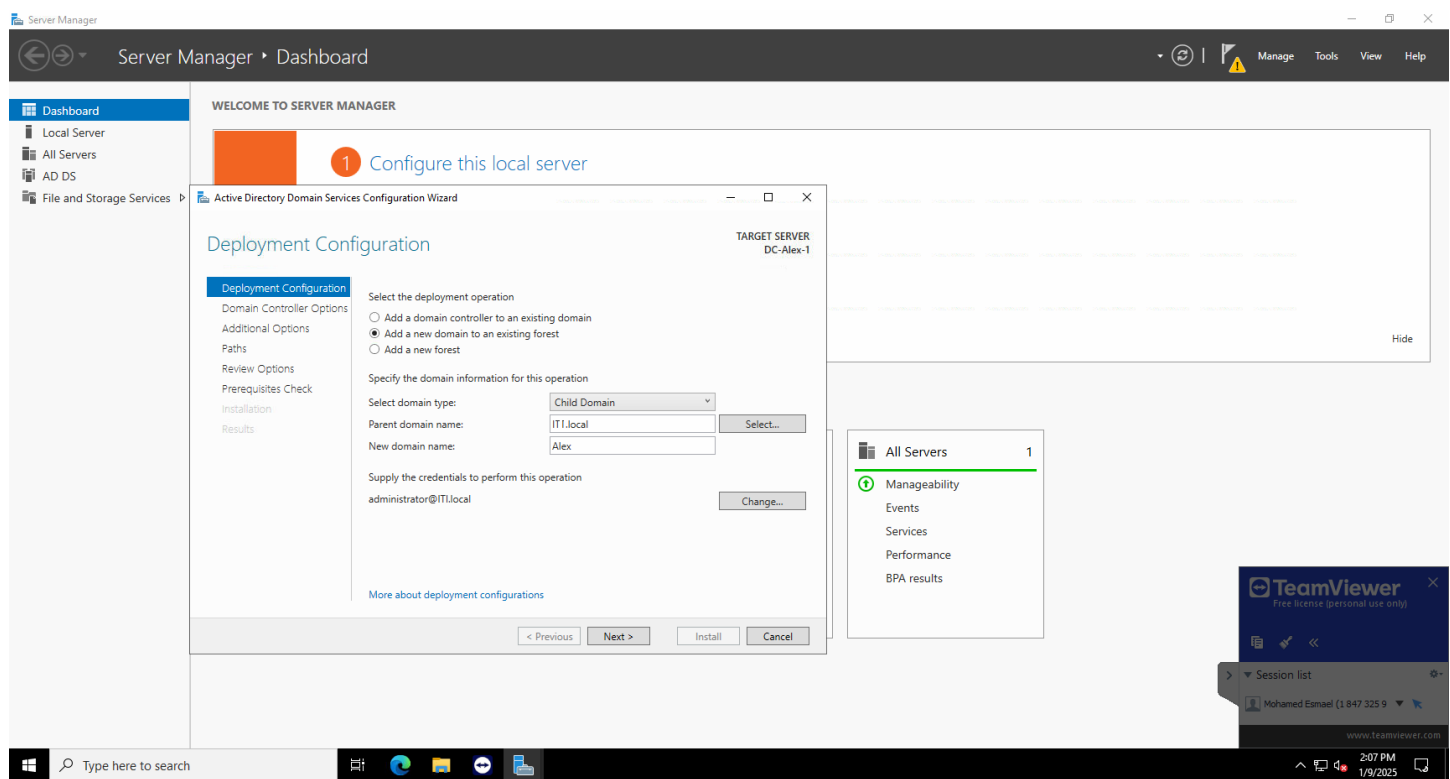 Server Manager
Server Manager • Dashboard
Manage Tools View Help
Dashboard
Local Server
All Servers
AD DS
File and Storage Services
WELCOME TO SERVER MANAGER
1 Configure this local server
Hide
Active Directory Domain Services Configuration Wizard
Deployment Configuration
TARGET SERVER
DC-Alex-1
Deployment Configuration
Domain Controller Options
Additional Options
Paths
Review Options
Prerequisites Check
Installation
Results
Select the deployment operation
Add a domain controller to an existing domain
Add a new domain to an existing forest
Add a new forest
Specify the domain information for this operation
Select domain type: Child Domain
Parent domain name: ITI.local Select...
New domain name: Alex
Supply the credentials to perform this operation
administrator@ITI.local Change...
More about deployment configurations
< Previous Next > Install Cancel
All Servers 1
Manageability
Events
Services
Performance
BPA results
TeamViewer
Free license (personal use only)
Session list
Mohamed Esmael (1 847 325 9
www.teamviewer.com
Type here to search
2:07 PM
1/9/2025